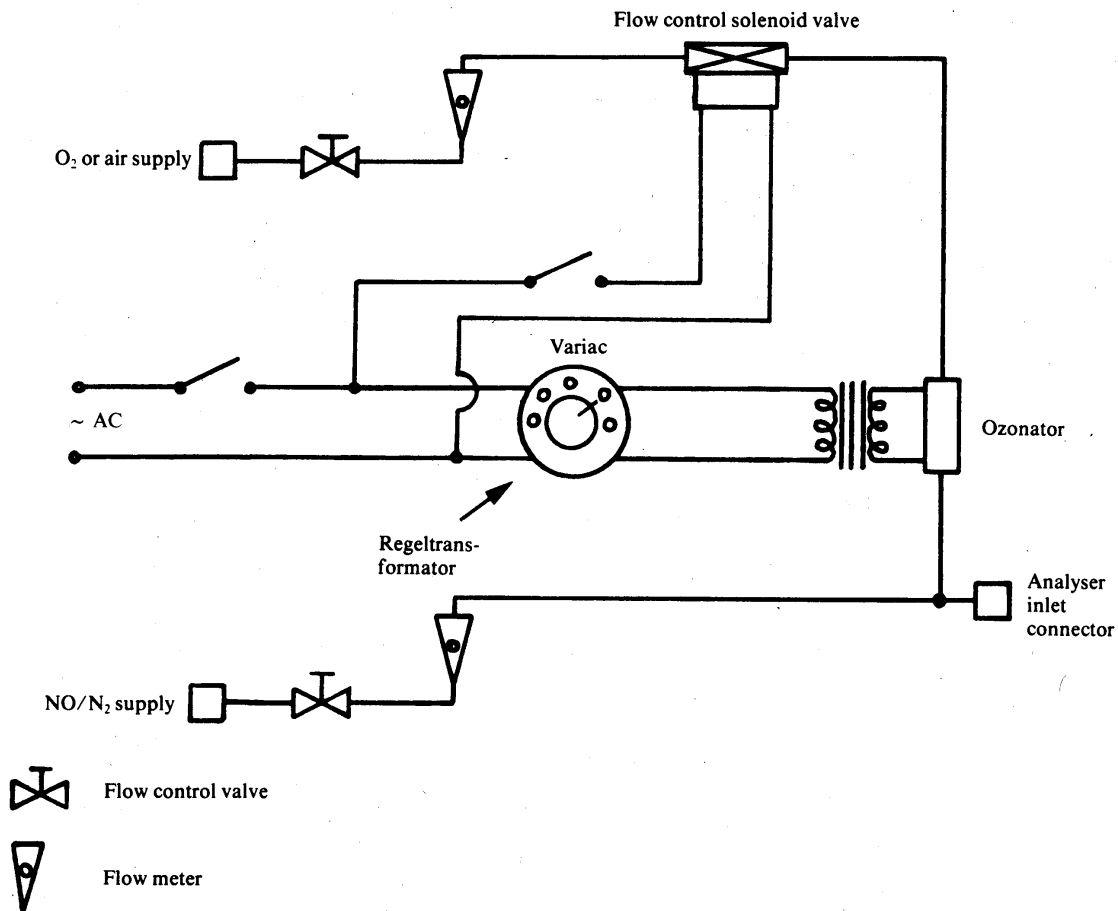 Flow control solenoid valve
O₂ or air supply
Variac
~ AC
Ozonator
Regeltrans-
formator
Analyser
inlet
connector
NO/N₂ supply
Flow control valve
Flow meter